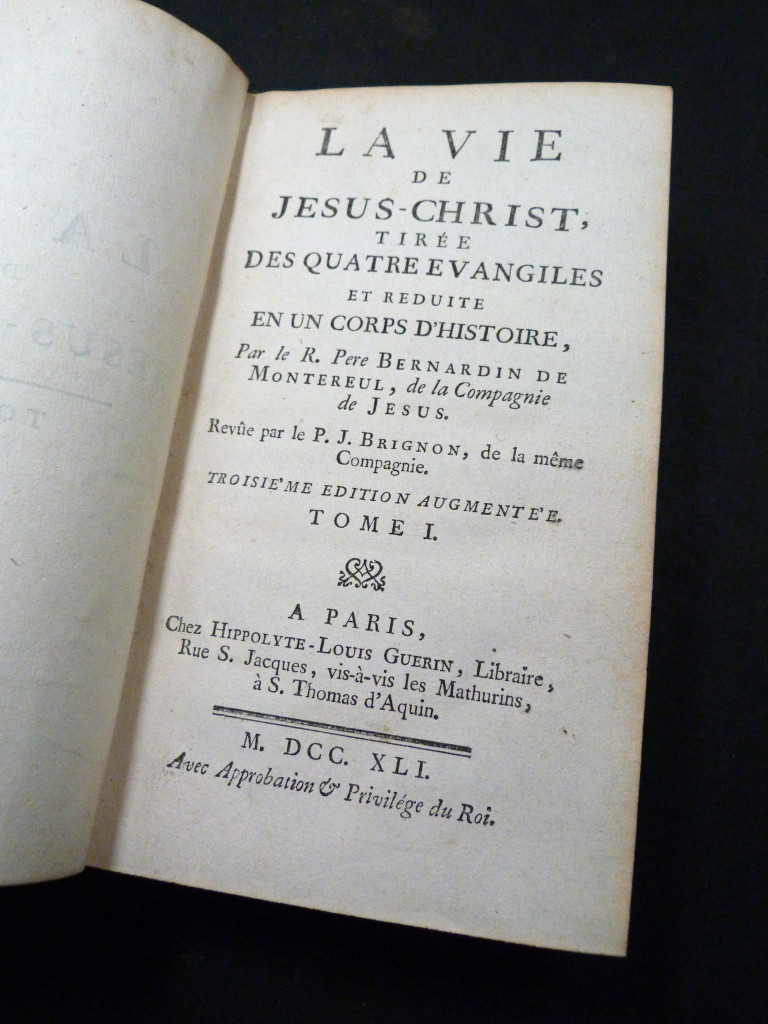 LA VIE
DE
JESUS-CHRIST,
TIRÉE
DES QUATRE EVANGILES
ET REDUITE
EN UN CORPS D'HISTOIRE,
Par le R. Pere BERNARDIN DE
MONTEREUL, de la Compagnie
de JESUS.
Revûe par le P. J. BRIGNON, de la même
Compagnie.
TROISIE'ME EDITION AUGMENTE'E.
TOME I.
A PARIS,
Chez HIPPOLYTE-LOUIS GUERIN, Libraire,
Rue S. Jacques, vis-à-vis les Mathurins,
à S. Thomas d'Aquin.
M. DCC. XLI.
Avec Approbation & Privilége du Roi.